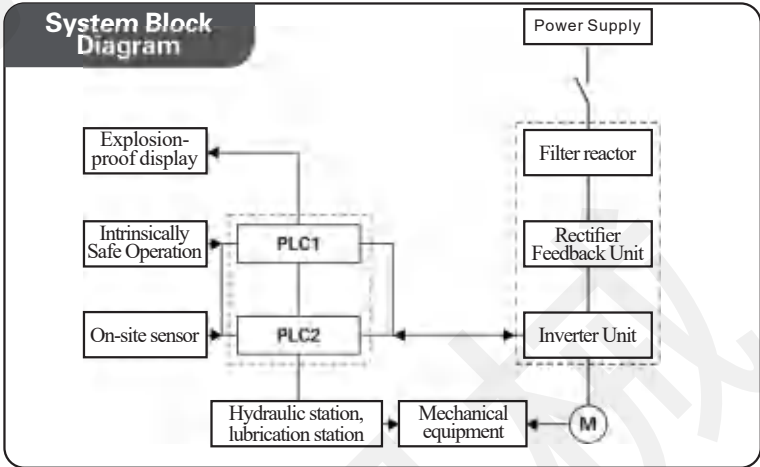 System Block
Diagram
Power Supply
Explosion-
proof display
Filter reactor
Intrinsically
Safe Operation
PLC1
Rectifier
Feedback Unit
On-site sensor
PLC2
Inverter Unit
Hydraulic station,
lubrication station
Mechanical
equipment
M
械